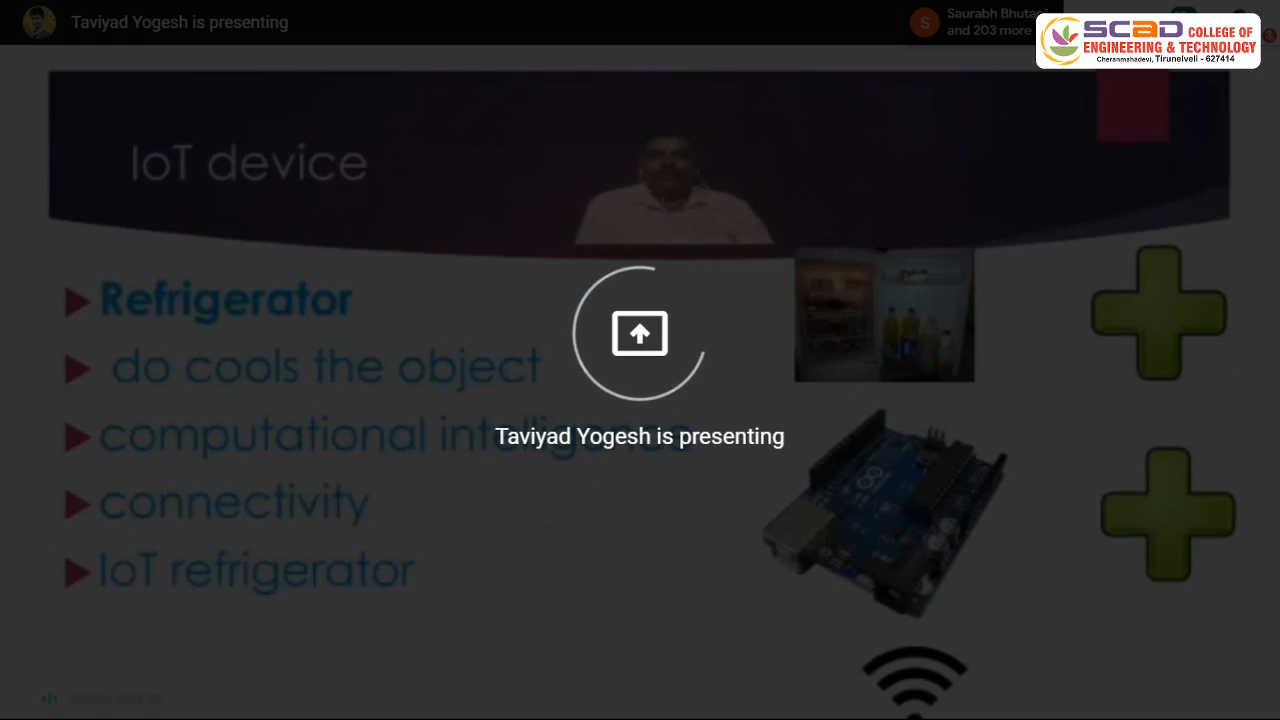 Taviyad Yogesh is presenting
S
Saurabh Bhutani
and 203 more
SCAD COLLEGE OF
ENGINEERING & TECHNOLOGY
Cheranmahadevi, Tirunelveli - 627414
IoT device
Refrigerator
do cools the object
computational intelligence
connectivity
IoT refrigerator
Taviyad Yogesh is presenting